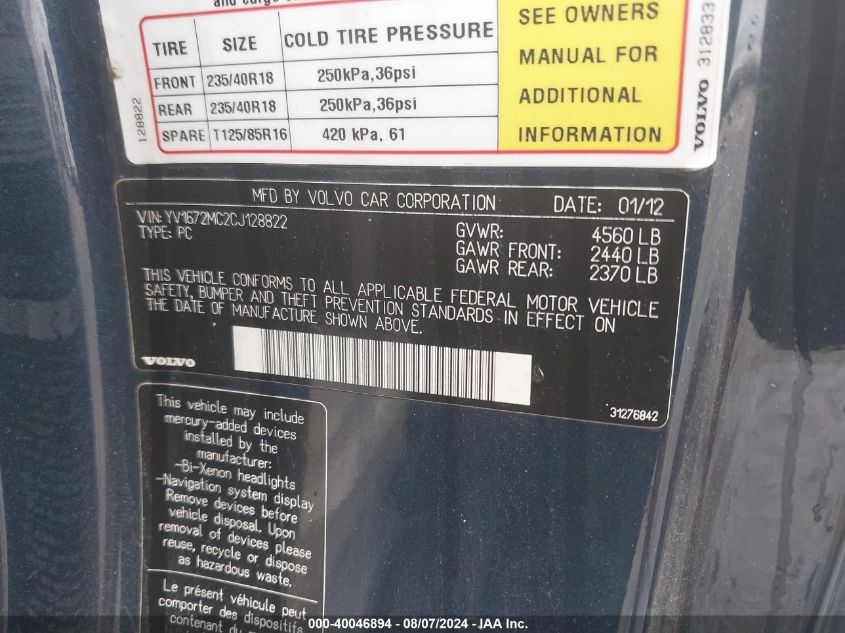 and cargo
TIRE SIZE COLD TIRE PRESSURE
FRONT 235/40R18 250kPa,36psi
REAR 235/40R18 250kPa,36psi
SPARE T125/85R16 420 kPa, 61
SEE OWNERS
MANUAL FOR
ADDITIONAL
INFORMATION
128822
VOLVO 312833
MFD BY VOLVO CAR CORPORATION DATE: 01/12
VIN: YV1672MC2CJ128822
TYPE: PC
GVWR: 4560 LB
GAWR FRONT: 2440 LB
GAWR REAR: 2370 LB
THIS VEHICLE CONFORMS TO ALL APPLICABLE FEDERAL MOTOR VEHICLE
SAFETY, BUMPER AND THEFT PREVENTION STANDARDS IN EFFECT ON
THE DATE OF MANUFACTURE SHOWN ABOVE.
VOLVO
31276842
This vehicle may include
mercury-added devices
installed by the
manufacturer:
-Bi-Xenon headlights
-Navigation system display
Remove devices before
vehicle disposal. Upon
removal of devices please
reuse, recycle or dispose
as hazardous waste.
Le présent véhicule peut
comporter des dispositifs
contenant du
000-40046894 - 08/07/2024 - IAA Inc.